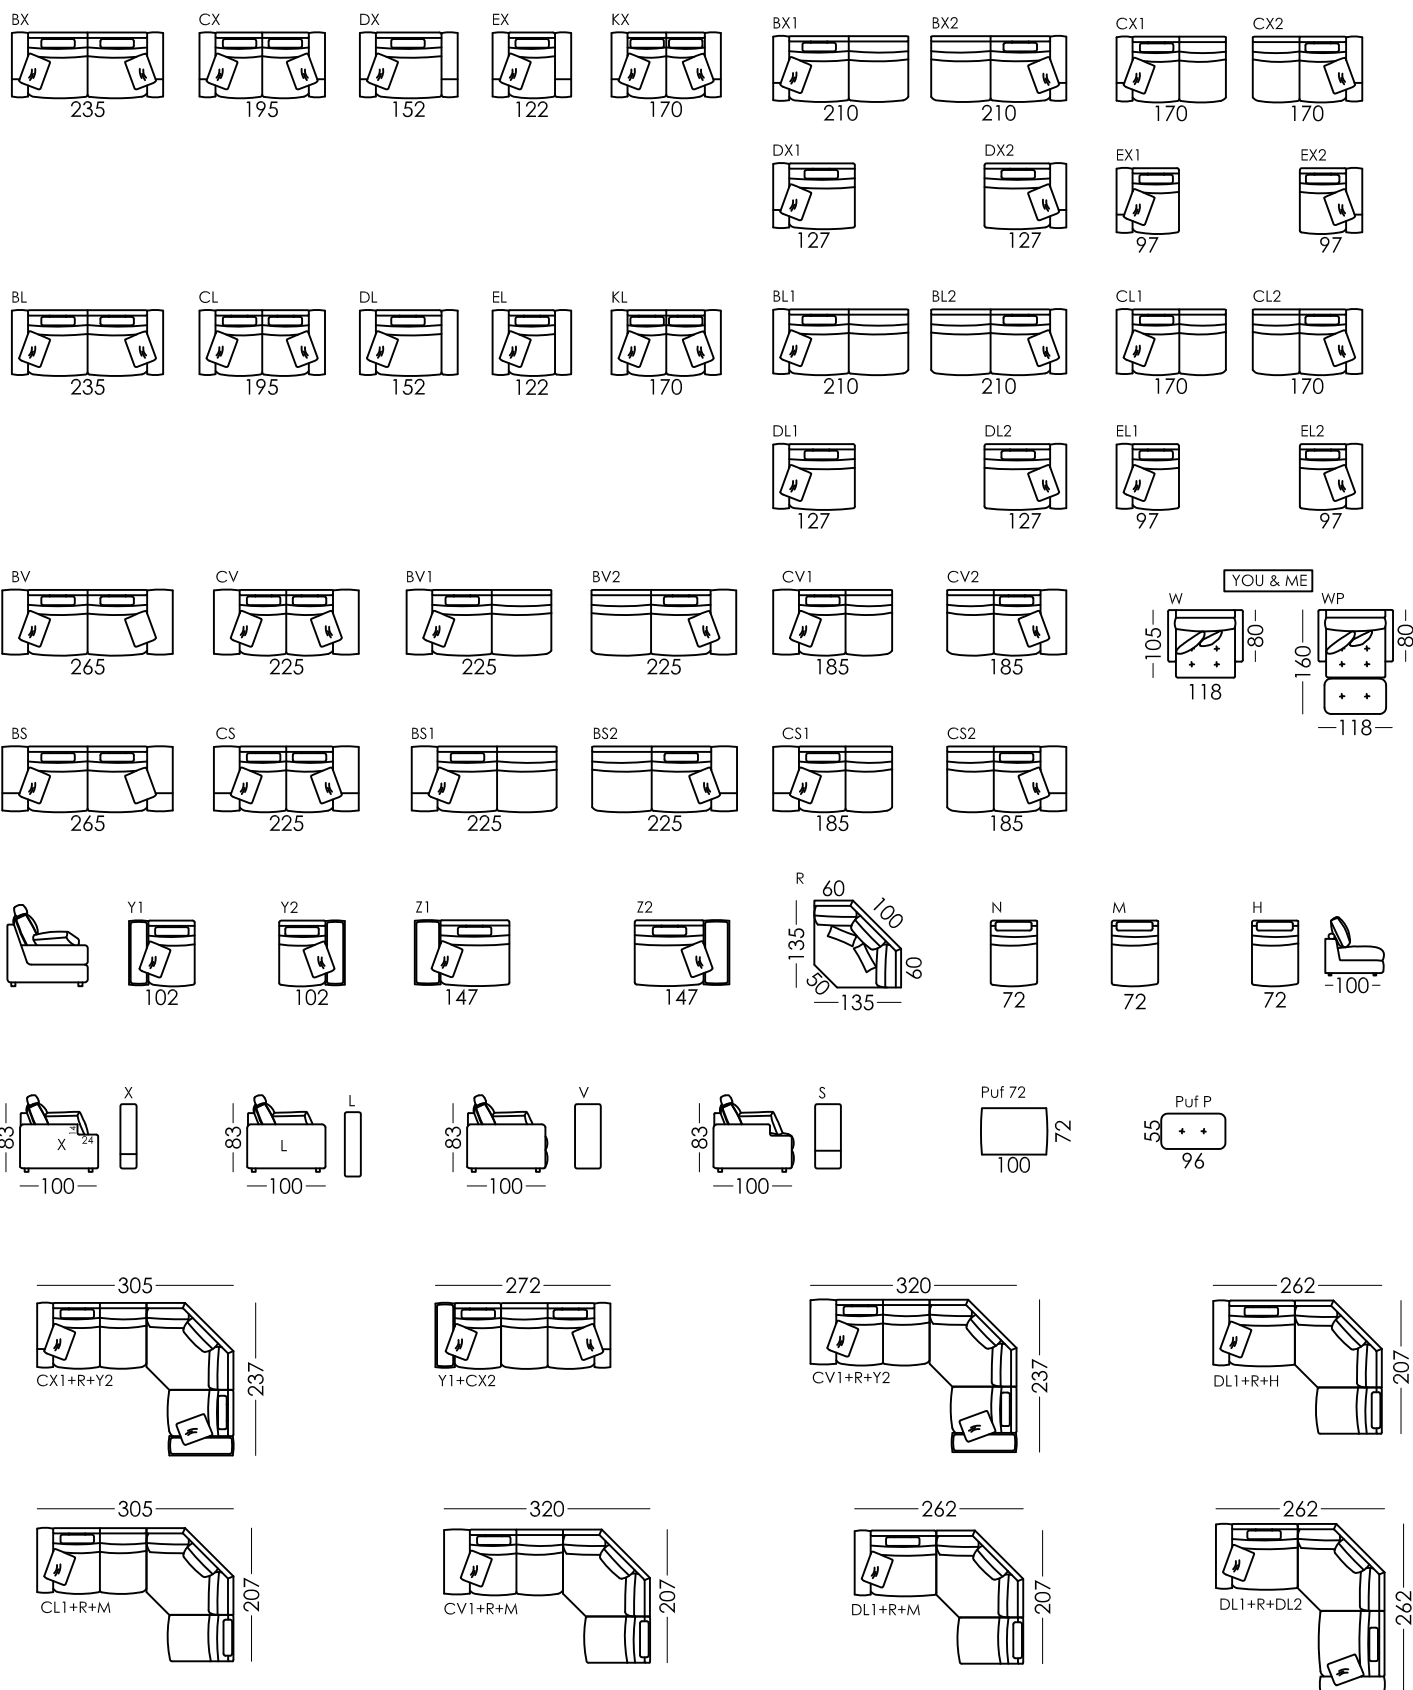 BX CX DX EX KX BX1 BX2 CX1 CX2
235 195 152 122 170 210 210 170 170
DX1 DX2 EX1 EX2
127 127 97 97
BL CL DL EL KL BL1 BL2 CL1 CL2
235 195 152 122 170 210 210 170 170
DL1 DL2 EL1 EL2
127 127 97 97
BV CV BV1 BV2 CV1 CV2 YOU & ME
W WP
105 80 160 80
265 225 225 225 185 185
118
118
BS CS BS1 BS2 CS1 CS2
265 225 225 225 185 185
R
60 100
Y1 Y2 Z1 Z2 N M H
135 60
50
102 102 147 147 135 72 72 72 100
X L V S Puf 72 Puf P
83 14 24 X 83 L 83 83 72 55
100 100 100 100 100 96
305 272 320 262
237 237 207
CX1+R+Y2 Y1+CX2 CV1+R+Y2 DL1+R+H
305 320 262 262
207 207 207 262
CL1+R+M CV1+R+M DL1+R+M DL1+R+DL2